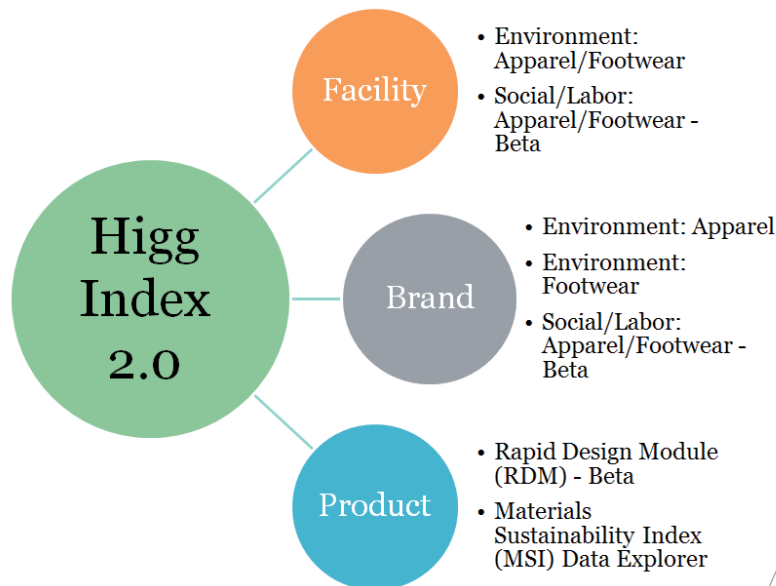 Higg
Index
2.0
Facility
• Environment:
Apparel/Footwear
• Social/Labor:
Apparel/Footwear -
Beta
Brand
• Environment: Apparel
• Environment:
Footwear
• Social/Labor:
Apparel/Footwear -
Beta
Product
• Rapid Design Module
(RDM) - Beta
• Materials
Sustainability Index
(MSI) Data Explorer